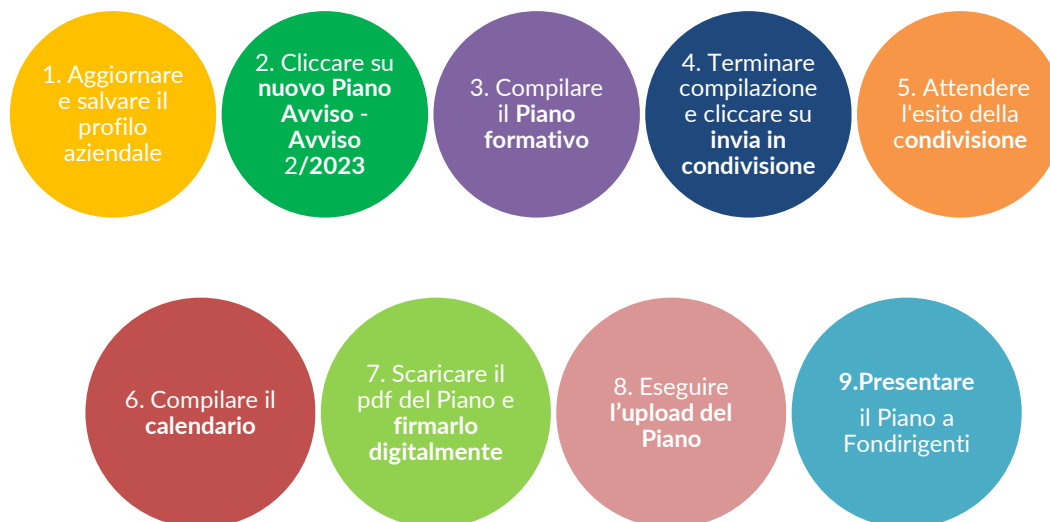 1. Aggiornare
e salvare il
profilo
aziendale
2. Cliccare su
nuovo Piano
Avviso -
Avviso
2/2023
3. Compilare
il Piano
formativo
4. Terminare
compilazione
e cliccare su
invia in
condivisione
5. Attendere
l'esito della
condivisione
6. Compilare il
calendario
7. Scaricare il
pdf del Piano e
firmarlo
digitalmente
8. Eseguire
l’upload del
Piano
9.Presentare
il Piano a
Fondirigenti